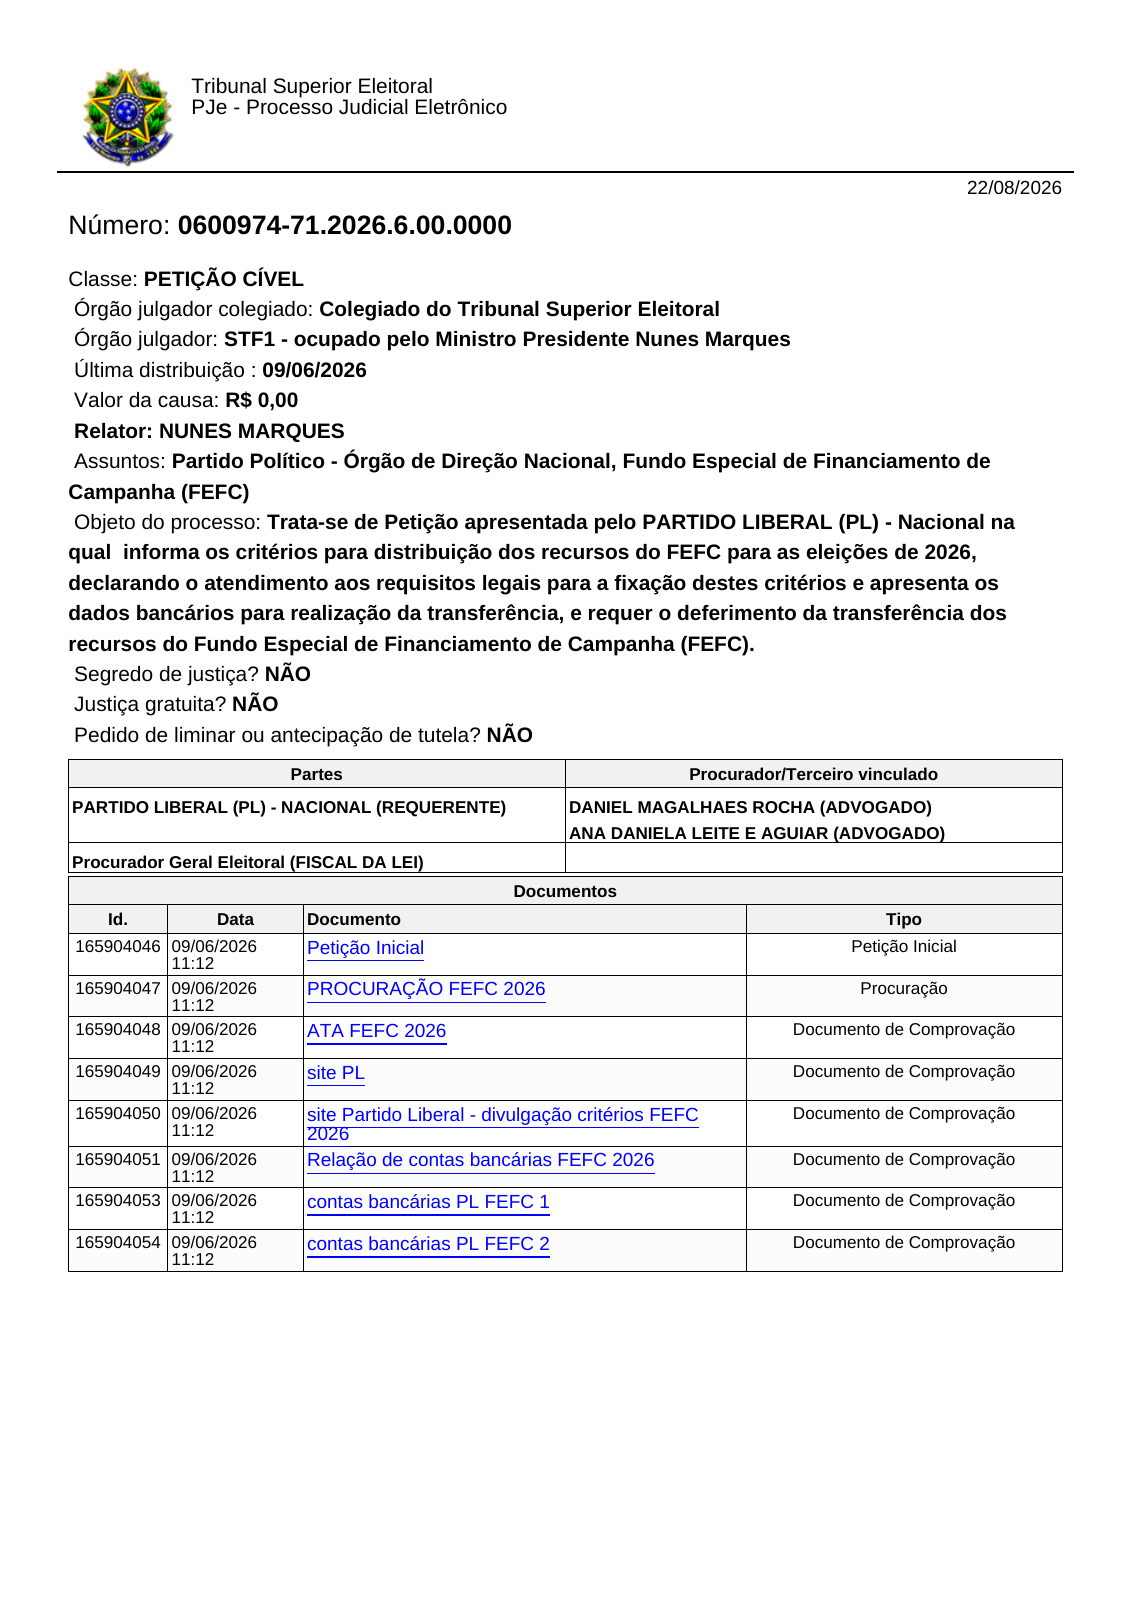 Tribunal Superior Eleitoral
PJe - Processo Judicial Eletrônico
22/08/2026
Número: 0600974-71.2026.6.00.0000
Classe: PETIÇÃO CÍVEL
Órgão julgador colegiado: Colegiado do Tribunal Superior Eleitoral
Órgão julgador: STF1 - ocupado pelo Ministro Presidente Nunes Marques
Última distribuição : 09/06/2026
Valor da causa: R$ 0,00
Relator: NUNES MARQUES
Assuntos: Partido Político - Órgão de Direção Nacional, Fundo Especial de Financiamento de
Campanha (FEFC)
Objeto do processo: Trata-se de Petição apresentada pelo PARTIDO LIBERAL (PL) - Nacional na
qual informa os critérios para distribuição dos recursos do FEFC para as eleições de 2026,
declarando o atendimento aos requisitos legais para a fixação destes critérios e apresenta os
dados bancários para realização da transferência, e requer o deferimento da transferência dos
recursos do Fundo Especial de Financiamento de Campanha (FEFC).
Segredo de justiça? NÃO
Justiça gratuita? NÃO
Pedido de liminar ou antecipação de tutela? NÃO
Partes Procurador/Terceiro vinculado
PARTIDO LIBERAL (PL) - NACIONAL (REQUERENTE) DANIEL MAGALHAES ROCHA (ADVOGADO)
ANA DANIELA LEITE E AGUIAR (ADVOGADO)
Procurador Geral Eleitoral (FISCAL DA LEI)
Documentos
Id. Data Documento Tipo
165904046 09/06/2026 Petição Inicial Petição Inicial
11:12
165904047 09/06/2026 PROCURAÇÃO FEFC 2026 Procuração
11:12
165904048 09/06/2026 ATA FEFC 2026 Documento de Comprovação
11:12
165904049 09/06/2026 site PL Documento de Comprovação
11:12
165904050 09/06/2026 site Partido Liberal - divulgação critérios FEFC Documento de Comprovação
11:12 2026
165904051 09/06/2026 Relação de contas bancárias FEFC 2026 Documento de Comprovação
11:12
165904053 09/06/2026 contas bancárias PL FEFC 1 Documento de Comprovação
11:12
165904054 09/06/2026 contas bancárias PL FEFC 2 Documento de Comprovação
11:12